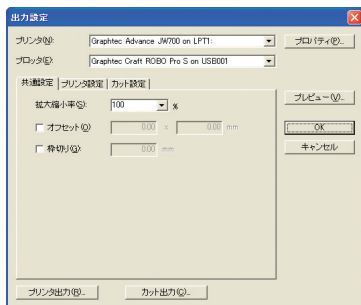 出力設定
プリンタ(N): Graphtec Advance JW700 on LPT1: プロパティ(P)...
プロッタ(E): Graphtec Craft ROBO Pro S on USB001
共通設定 プリンタ設定 カット設定
拡大縮小率(S): 100 %
プレビュー(V)...
オフセット(O) 0.00 x 0.00 mm
OK
枠切り(G): 0.00 mm
キャンセル
プリンタ出力(R)... カット出力(C)...